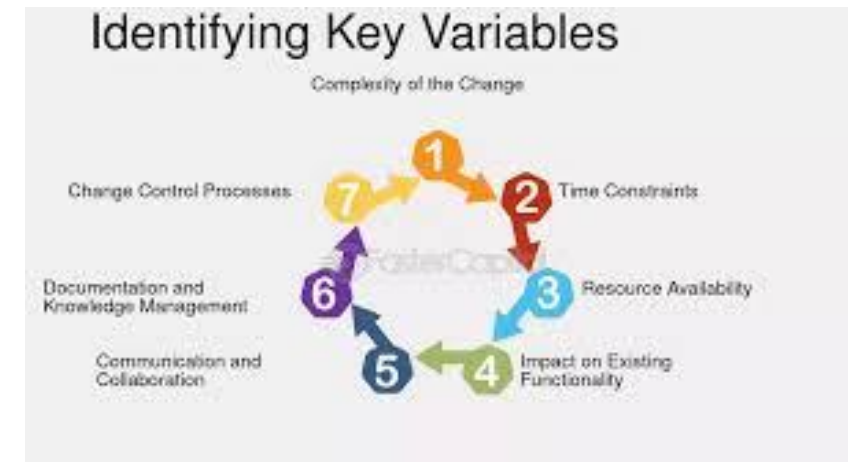 Identifying Key Variables
Complexity of the Change
1
2
Time Constraints
3
Resource Availability
4
Impact on Existing
Functionality
5
Communication and
Collaboration
6
Documentation and
Knowledge Management
7
Change Control Processes
FasterCapital